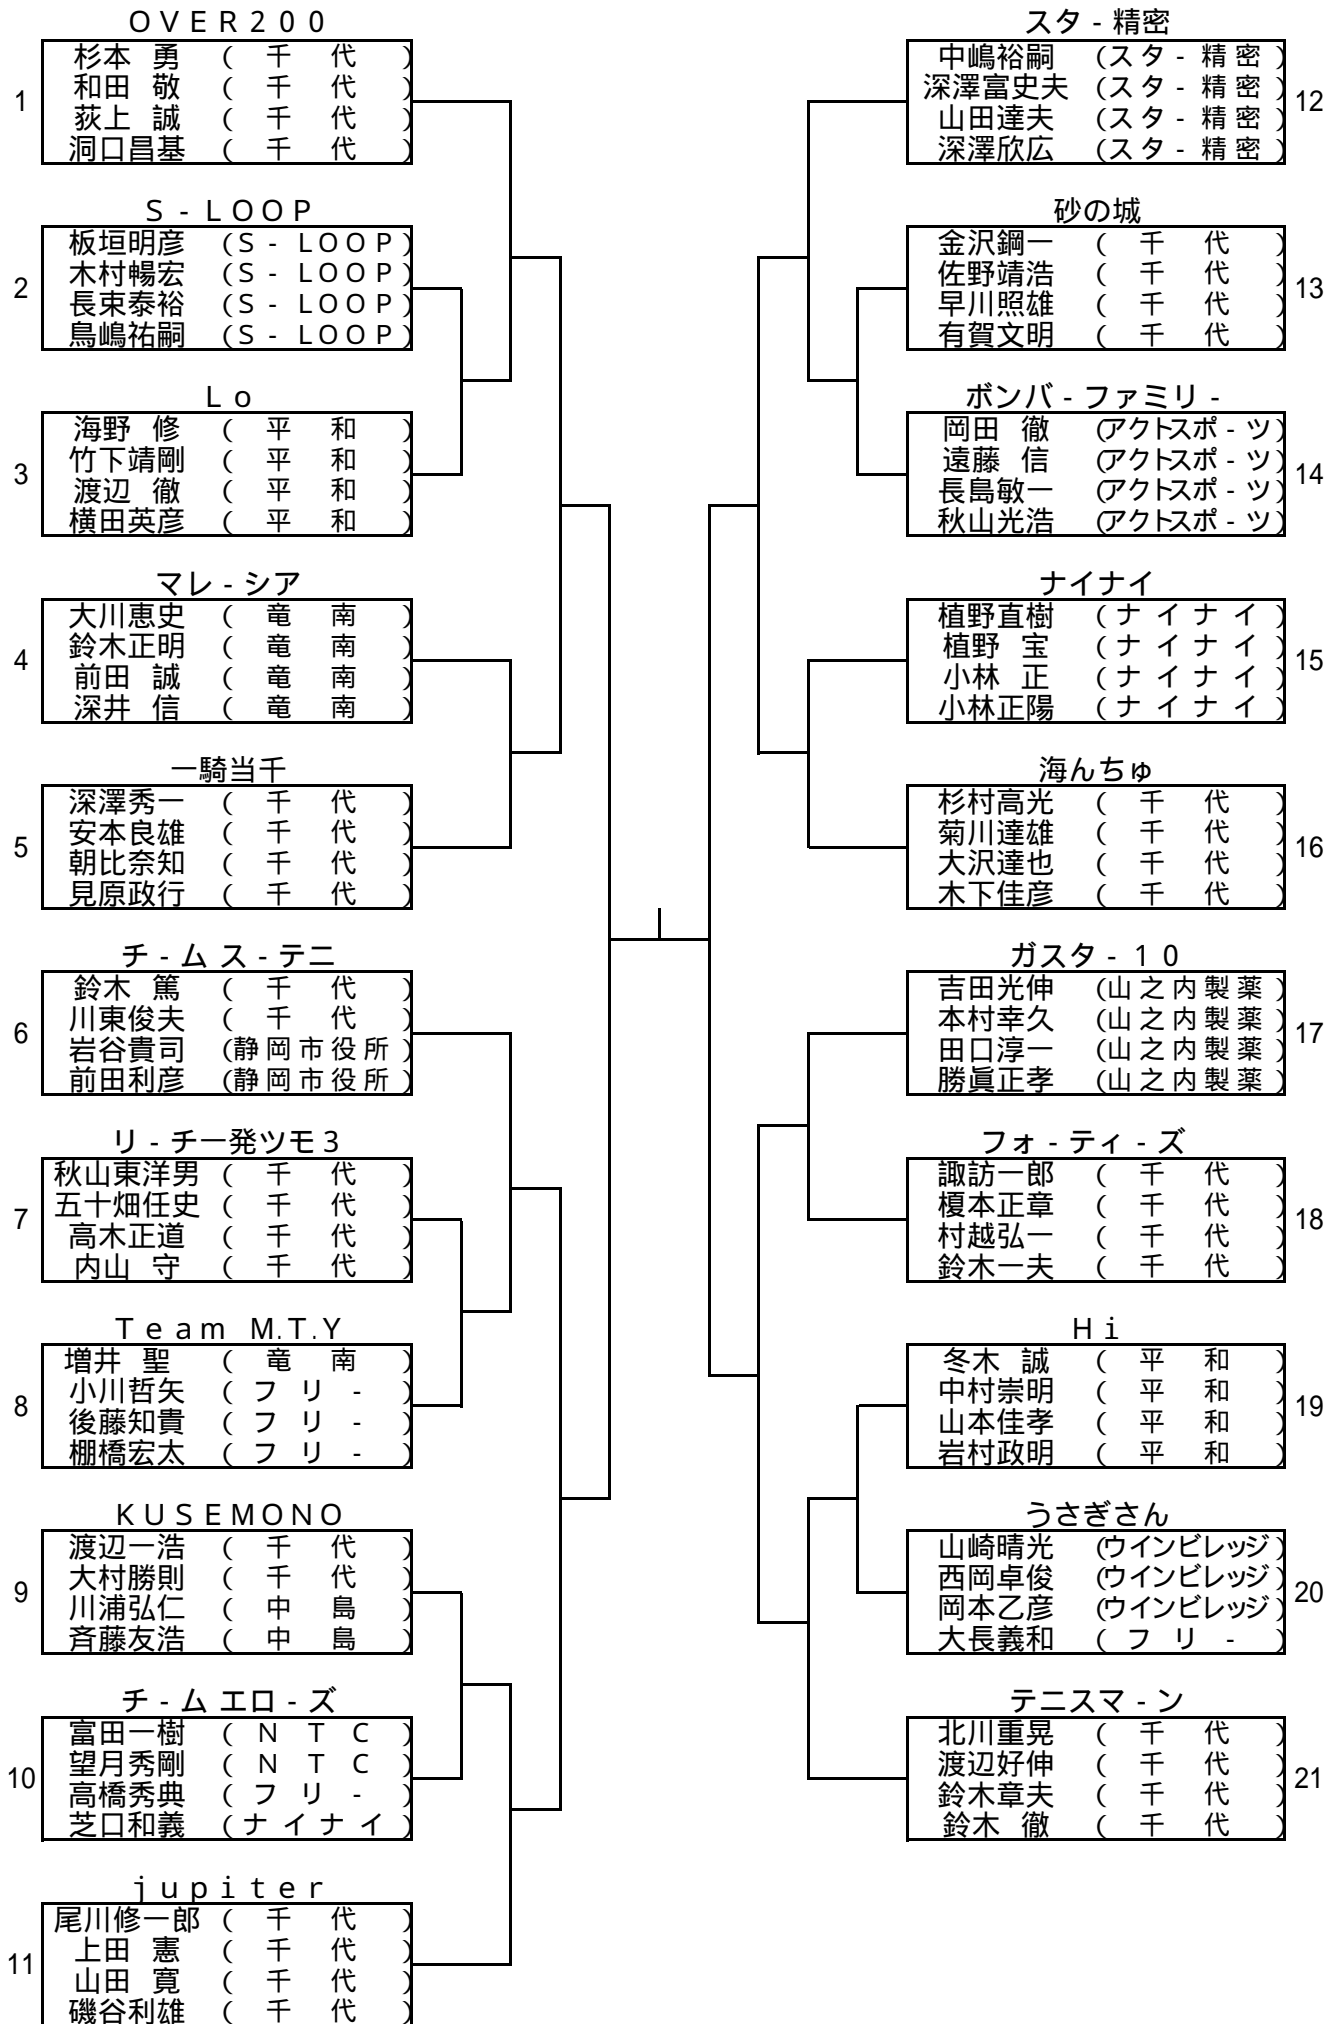 OVER200
1
杉本 勇 (千代)
和田 敬 (千代)
荻上 誠 (千代)
洞口昌基 (千代)
S-LOOP
2
板垣明彦 (S-LOOP)
木村暢宏 (S-LOOP)
長束泰裕 (S-LOOP)
鳥嶋祐嗣 (S-LOOP)
Lo
3
海野 修 (平和)
竹下靖剛 (平和)
渡辺 徹 (平和)
横田英彦 (平和)
マレ-シア
4
大川恵史 (竜南)
鈴木正明 (竜南)
前田 誠 (竜南)
深井 信 (竜南)
一騎当千
5
深澤秀一 (千代)
安本良雄 (千代)
朝比奈知 (千代)
見原政行 (千代)
チ-ムス-テニ
6
鈴木 篤 (千代)
川東俊夫 (千代)
岩谷貴司 (静岡市役所)
前田利彦 (静岡市役所)
リ-チ一発ツモ3
7
秋山東洋男 (千代)
五十畑任史 (千代)
高木正道 (千代)
内山 守 (千代)
Team M.T.Y
8
増井 聖 (竜南)
小川哲矢 (フリ-)
後藤知貴 (フリ-)
棚橋宏太 (フリ-)
KUSEMONO
9
渡辺一浩 (千代)
大村勝則 (千代)
川浦弘仁 (中島)
斉藤友浩 (中島)
チ-ムエロ-ズ
10
富田一樹 (NTC)
望月秀剛 (NTC)
高橋秀典 (フリ-)
芝口和義 (ナイナイ)
jupiter
11
尾川修一郎 (千代)
上田 憲 (千代)
山田 寛 (千代)
磯谷利雄 (千代)
スタ-精密
12
中嶋裕嗣 (スタ-精密)
深澤富史夫 (スタ-精密)
山田達夫 (スタ-精密)
深澤欣広 (スタ-精密)
砂の城
13
金沢鋼一 (千代)
佐野靖浩 (千代)
早川照雄 (千代)
有賀文明 (千代)
ボンバ-ファミリ-
14
岡田 徹 (アクトスポ-ツ)
遠藤 信 (アクトスポ-ツ)
長島敏一 (アクトスポ-ツ)
秋山光浩 (アクトスポ-ツ)
ナイナイ
15
植野直樹 (ナイナイ)
植野 宝 (ナイナイ)
小林 正 (ナイナイ)
小林正陽 (ナイナイ)
海んちゅ
16
杉村高光 (千代)
菊川達雄 (千代)
大沢達也 (千代)
木下佳彦 (千代)
ガスタ-10
17
吉田光伸 (山之内製薬)
本村幸久 (山之内製薬)
田口淳一 (山之内製薬)
勝眞正孝 (山之内製薬)
フォ-ティ-ズ
18
諏訪一郎 (千代)
榎本正章 (千代)
村越弘一 (千代)
鈴木一夫 (千代)
Hi
19
冬木 誠 (平和)
中村崇明 (平和)
山本佳孝 (平和)
岩村政明 (平和)
うさぎさん
20
山崎晴光 (ウインビレッジ)
西岡卓俊 (ウインビレッジ)
岡本乙彦 (ウインビレッジ)
大長義和 (フリ-)
テニスマ-ン
21
北川重晃 (千代)
渡辺好伸 (千代)
鈴木章夫 (千代)
鈴木 徹 (千代)